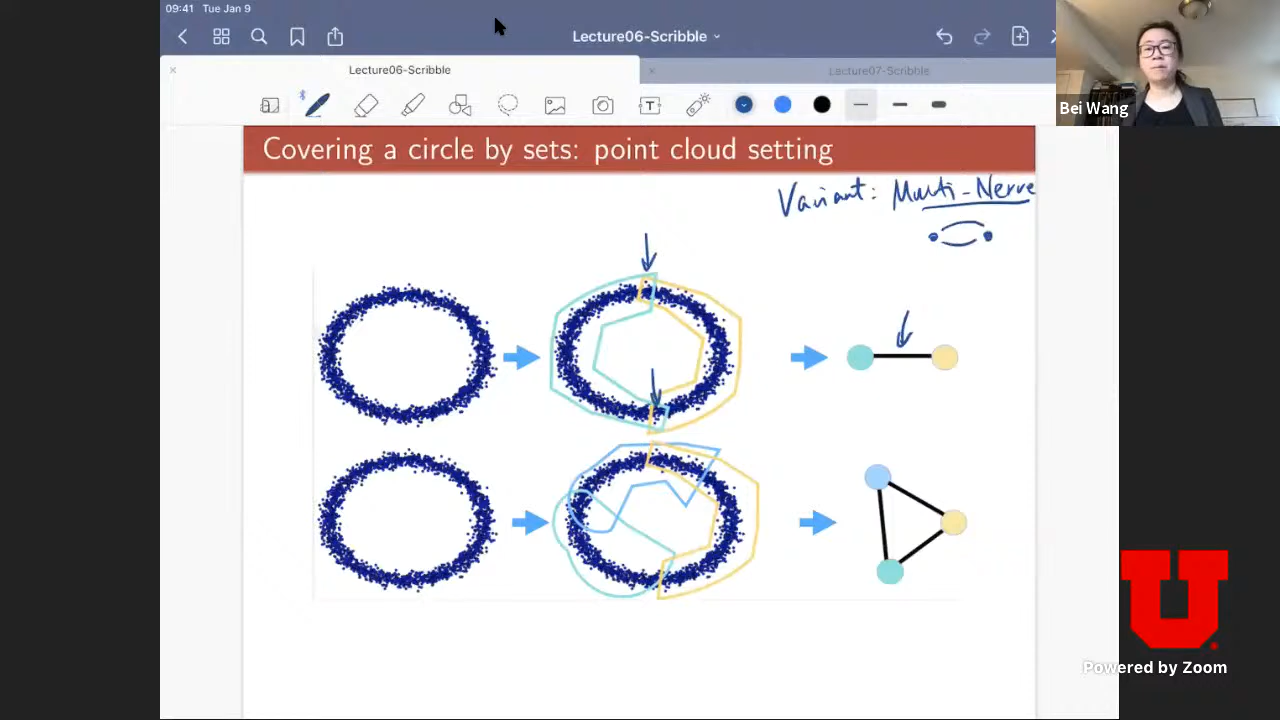 09:41 Tue Jan 9
Lecture06-Scribble
Lecture06-Scribble
Lecture07-Scribble
T
Bei Wang
Covering a circle by sets: point cloud setting
Variant: Multi-Nerve
U
Powered by Zoom